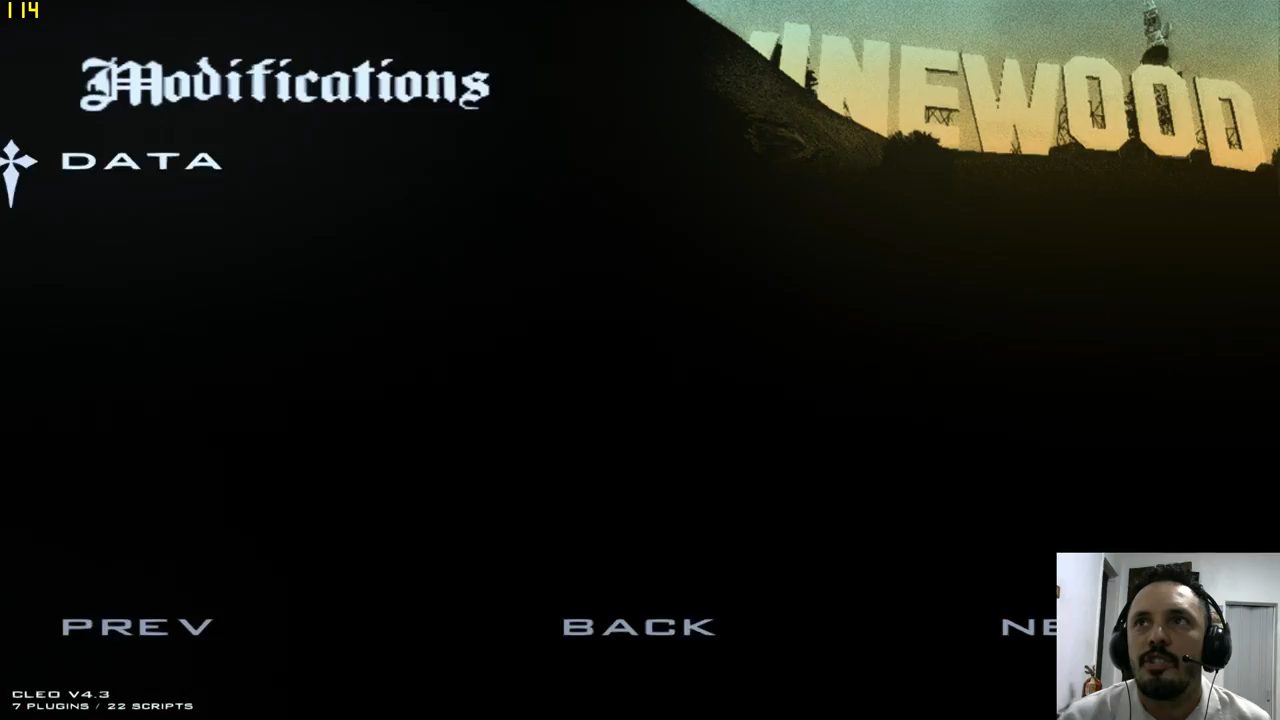 114
INEWOOD
Modifications
DATA
PREV
BACK
NE
CLEO V4.3
7 PLUGINS / 22 SCRIPTS